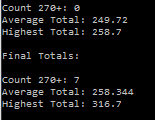 Count 270+: 0
Average Total: 249.72
Highest Total: 258.7
Final Totals:
Count 270+: 7
Average Total: 258.344
Highest Total: 316.7